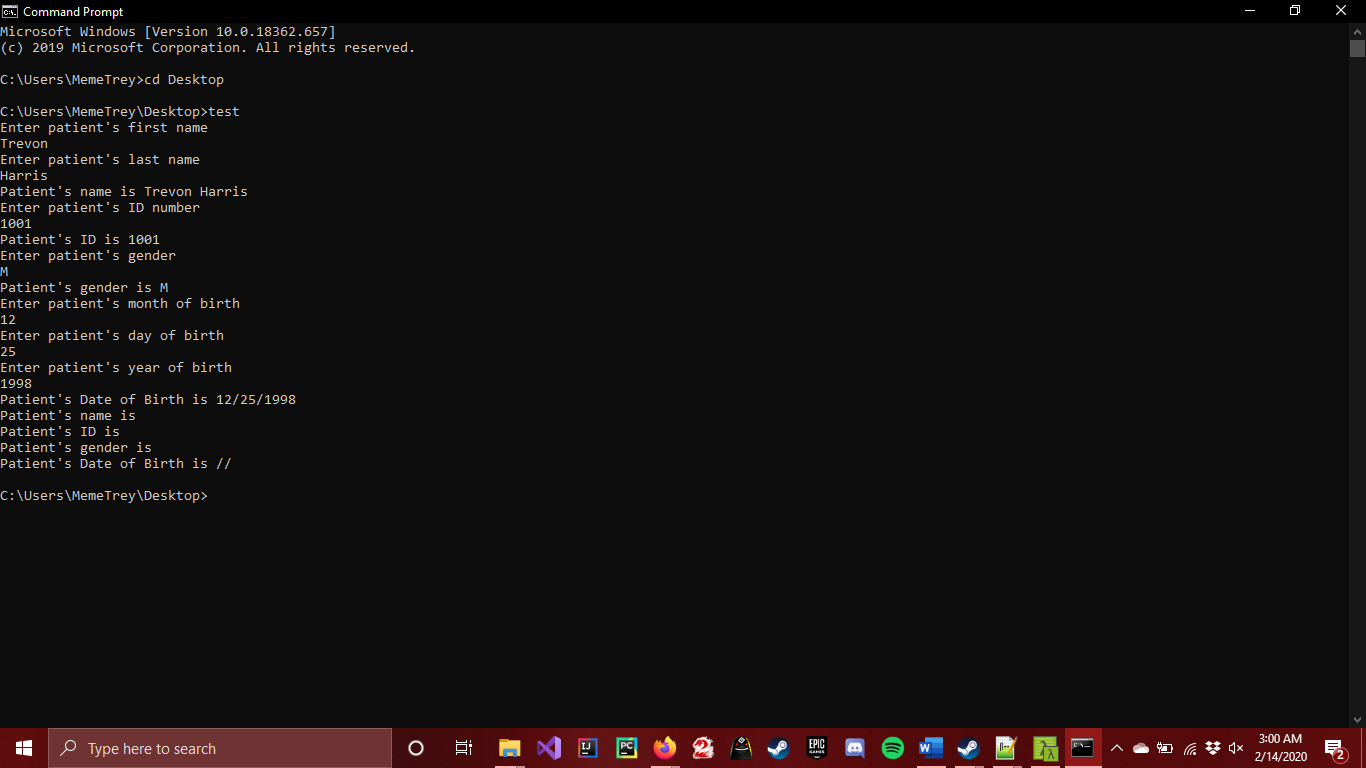 Command Prompt
Microsoft Windows [Version 10.0.18362.657]
(c) 2019 Microsoft Corporation. All rights reserved.
C:\Users\MemeTrey>cd Desktop
C:\Users\MemeTrey\Desktop>test
Enter patient's first name
Trevon
Enter patient's last name
Harris
Patient's name is Trevon Harris
Enter patient's ID number
1001
Patient's ID is 1001
Enter patient's gender
M
Patient's gender is M
Enter patient's month of birth
12
Enter patient's day of birth
25
Enter patient's year of birth
1998
Patient's Date of Birth is 12/25/1998
Patient's name is
Patient's ID is
Patient's gender is
Patient's Date of Birth is //
C:\Users\MemeTrey\Desktop>
Type here to search
IJ
PC
EPIC GAMES
3:00 AM
2/14/2020
2